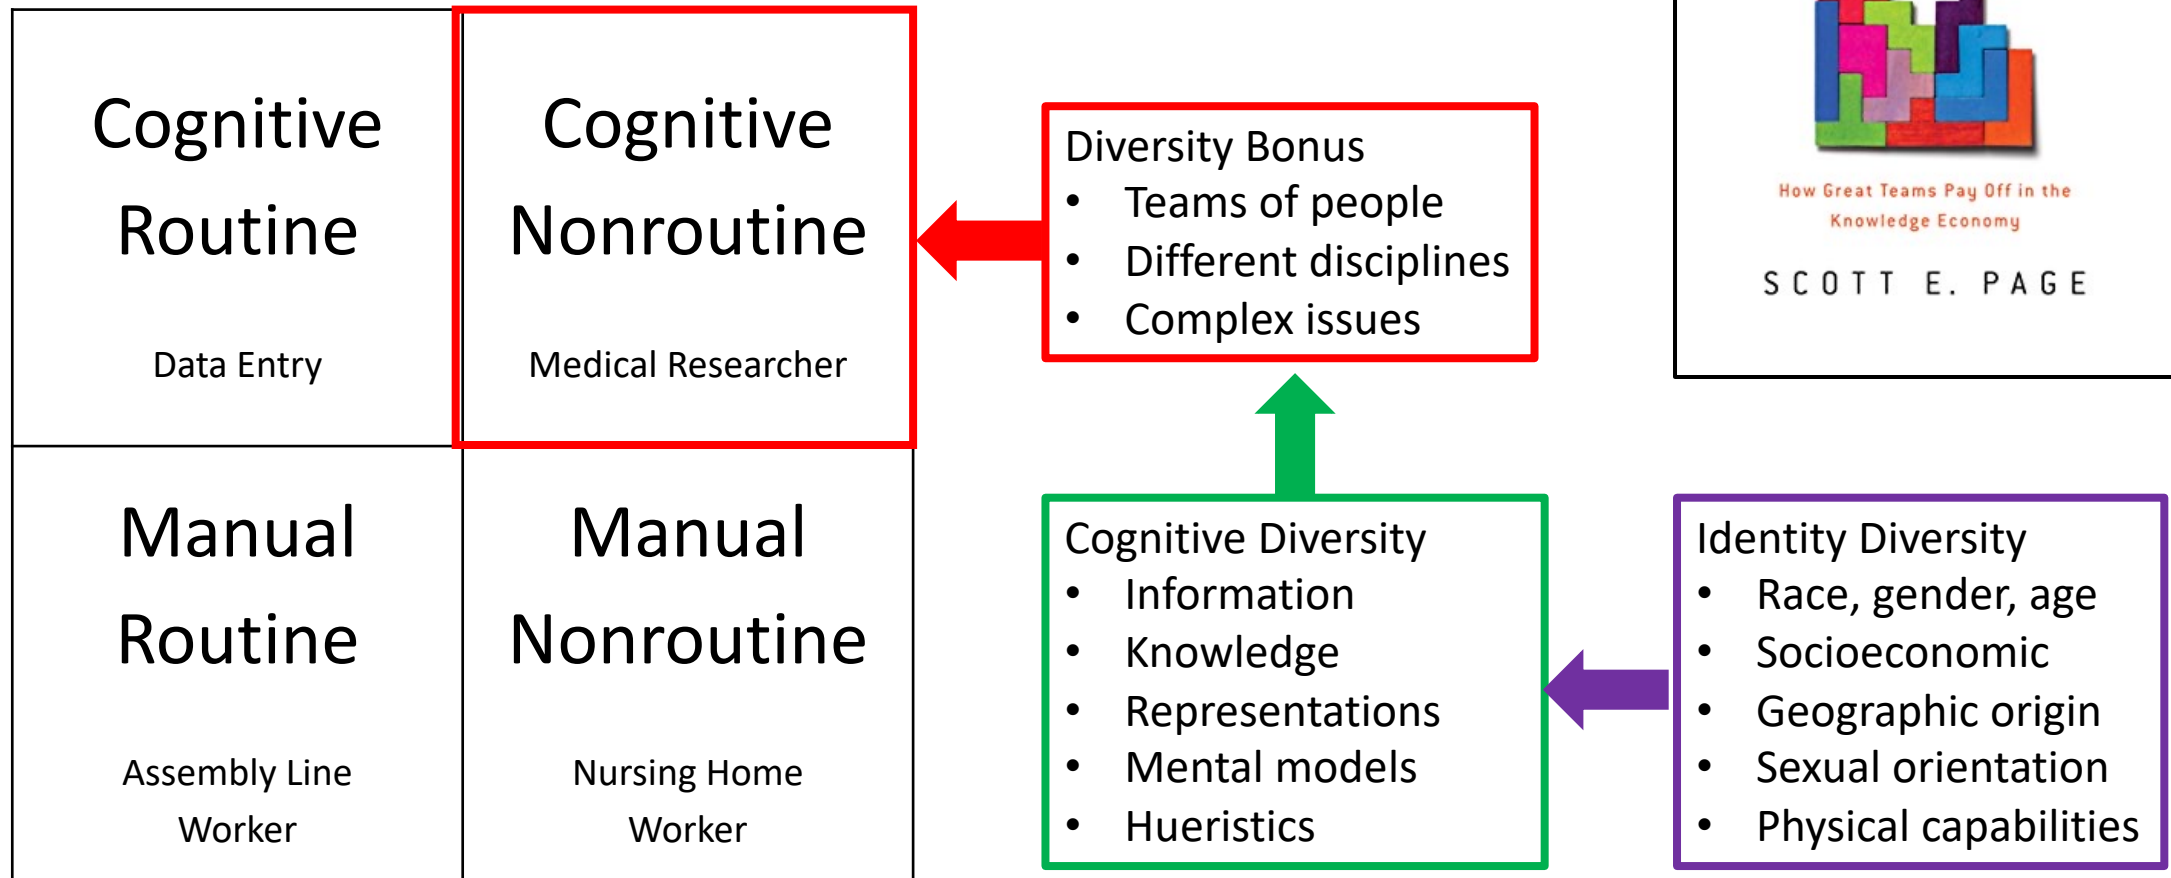 Cognitive
Routine
Data Entry
Cognitive
Nonroutine
Medical Researcher
Manual
Routine
Assembly Line
Worker
Manual
Nonroutine
Nursing Home
Worker
Diversity Bonus
• Teams of people
• Different disciplines
• Complex issues
How Great Teams Pay Off in the
Knowledge Economy
SCOTT E. PAGE
Cognitive Diversity
• Information
• Knowledge
• Representations
• Mental models
• Hueristics
Identity Diversity
• Race, gender, age
• Socioeconomic
• Geographic origin
• Sexual orientation
• Physical capabilities